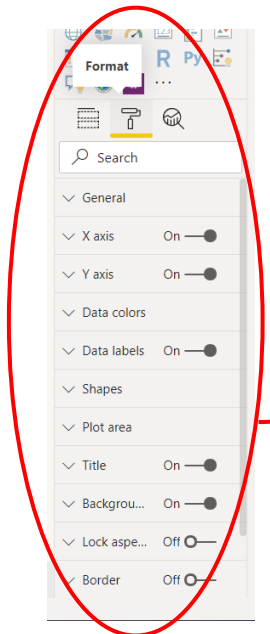 123
R Py
Format
...
Search
General
X axis On
Y axis On
Data colors
Data labels On
Shapes
Plot area
Title On
Backgrou... On
Lock aspe... Off
Border Off